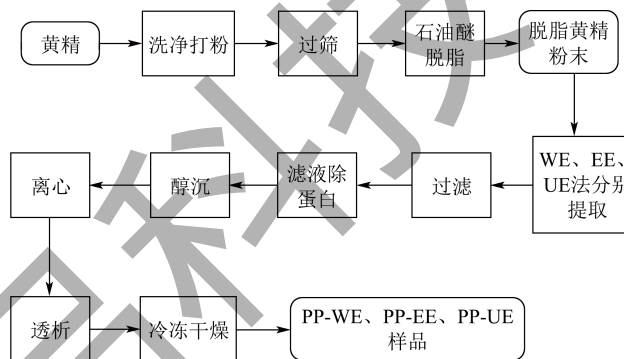 黄精
洗净打粉
过筛
石油醚
脱脂
脱脂黄精
粉末
WE、EE、
UE法分别
提取
过滤
滤液除
蛋白
醇沉
离心
透析
冷冻干燥
PP-WE、PP-EE、PP-UE
样品